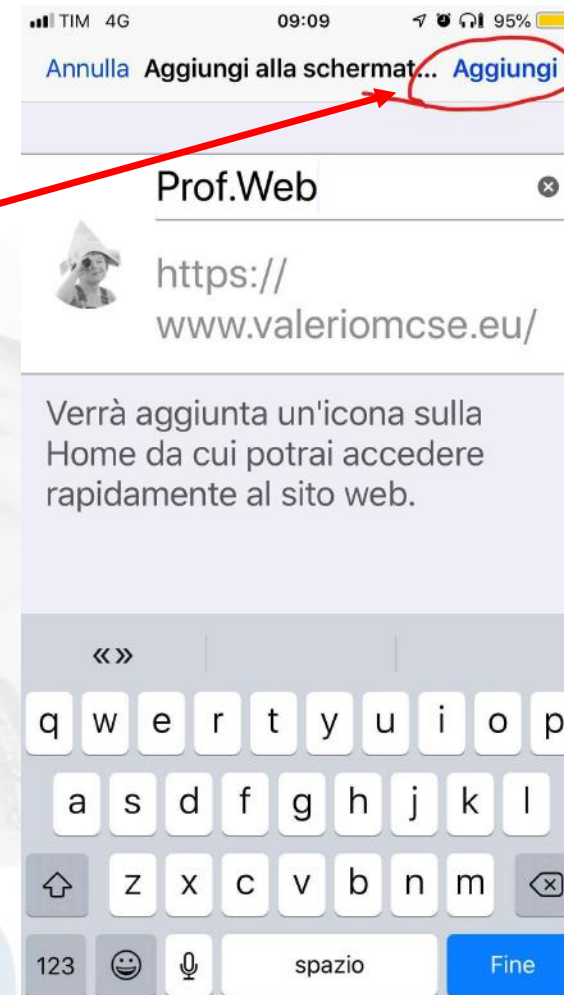 TIM 4G 09:09 95%
Annulla Aggiungi alla schermat... Aggiungi
Prof.Web
https://
www.valeriomcse.eu/
Verrà aggiunta un'icona sulla
Home da cui potrai accedere
rapidamente al sito web.
«»
q w e r t y u i o p
a s d f g h j k l
z x c v b n m
123 spazio Fine